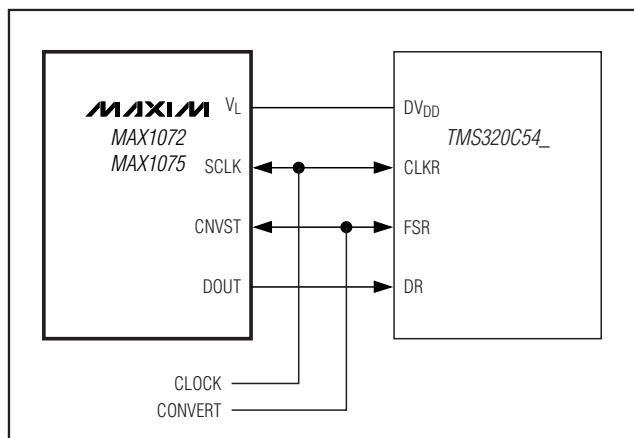 MAXIM
MAX1072
MAX1075
VL
SCLK
CNVST
DOUT
DVDD
TMS320C54_
CLKR
FSR
DR
CLOCK
CONVERT